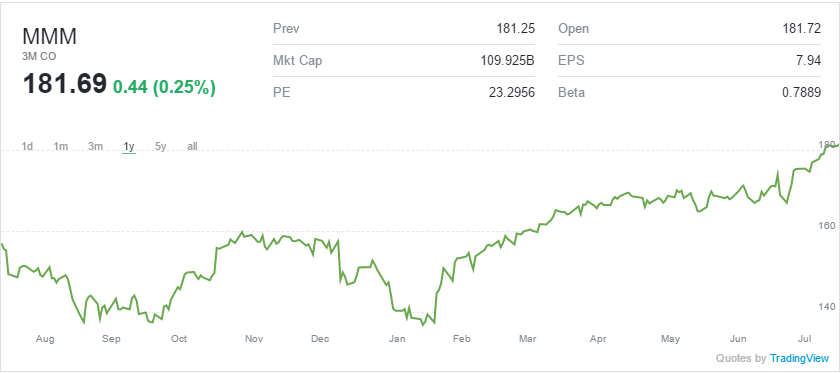 MMM
3M CO
181.69 0.44 (0.25%)
Prev 181.25
Mkt Cap 109.925B
PE 23.2956
Open 181.72
EPS 7.94
Beta 0.7889
1d 1m 3m 1y 5y all
180
160
140
Aug Sep Oct Nov Dec Jan Feb Mar Apr May Jun Jul
Quotes by TradingView